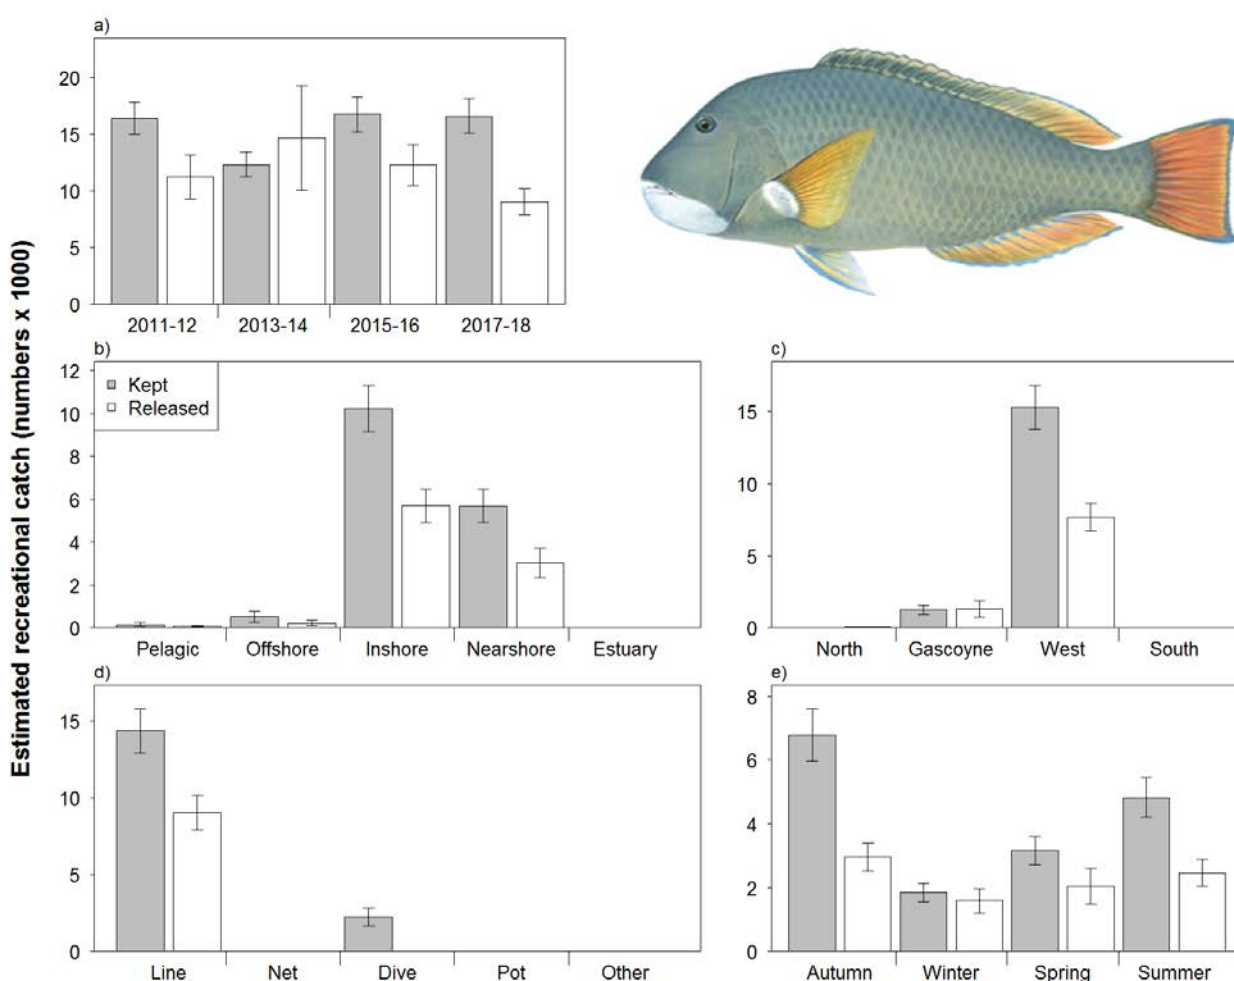 a)
Estimated recreational catch (numbers x 1000)
20
15
10
5
0
2011-12 2013-14 2015-16 2017-18
b)
Kept
Released
12
10
8
6
4
2
0
Pelagic Offshore Inshore Nearshore Estuary
c)
15
10
5
0
North Gascoyne West South
d)
15
10
5
0
Line Net Dive Pot Other
e)
8
6
4
2
0
Autumn Winter Spring Summer